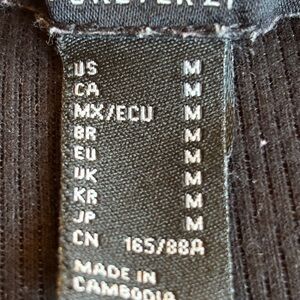 US M
CA M
MX/ECU M
BR M
EU M
UK M
KR M
JP M
CN 165/88A
MADE IN
CAMBODIA